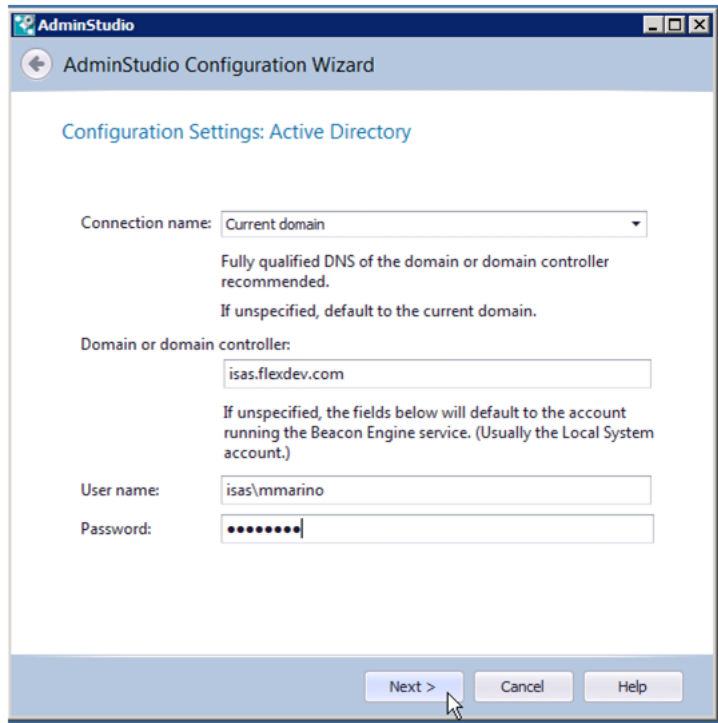 AdminStudio
AdminStudio Configuration Wizard
Configuration Settings: Active Directory
Connection name: Current domain
Fully qualified DNS of the domain or domain controller
recommended.
If unspecified, default to the current domain.
Domain or domain controller:
isas.flexdev.com
If unspecified, the fields below will default to the account
running the Beacon Engine service. (Usually the Local System
account.)
User name: isas\mmarino
Password: ●●●●●●●●
Next > Cancel Help